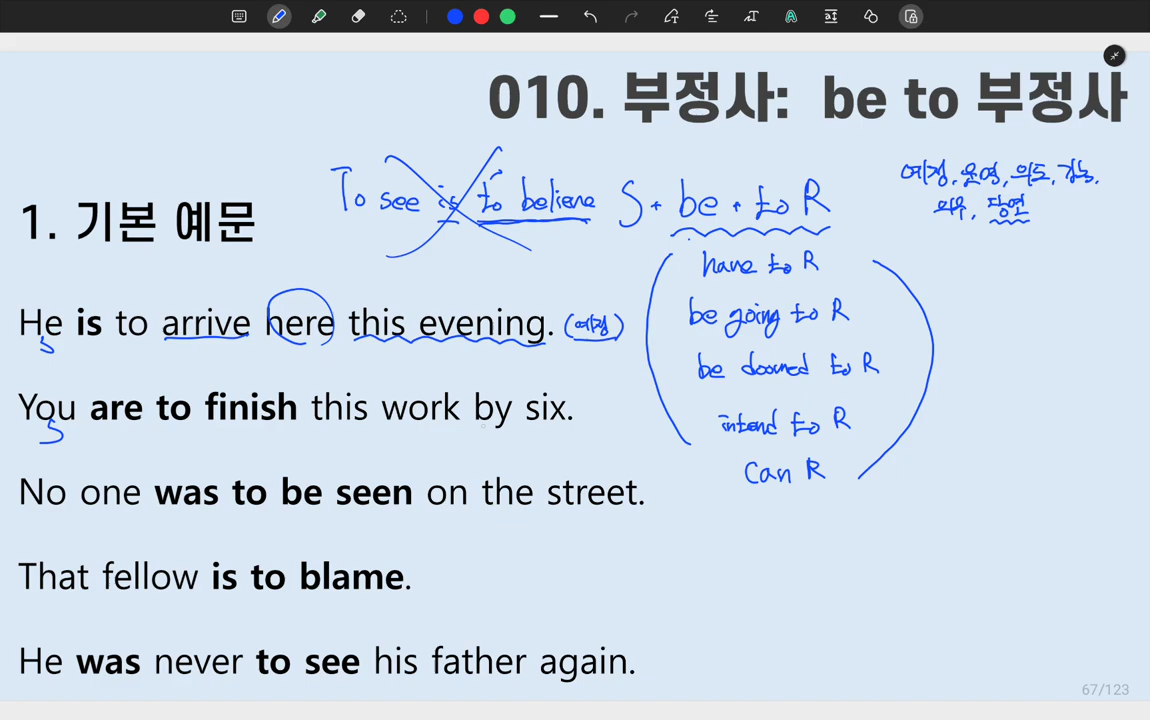 010. 부정사: be to 부정사
To see is to believe S + be + to R
예정, 운명, 의도, 가능,
의무, 당연
1. 기본 예문
have to R
He is to arrive here this evening. (예정)
S
be going to R
be doomed to R
You are to finish this work by six.
S
intend to R
can R
No one was to be seen on the street.
That fellow is to blame.
He was never to see his father again.
67/123